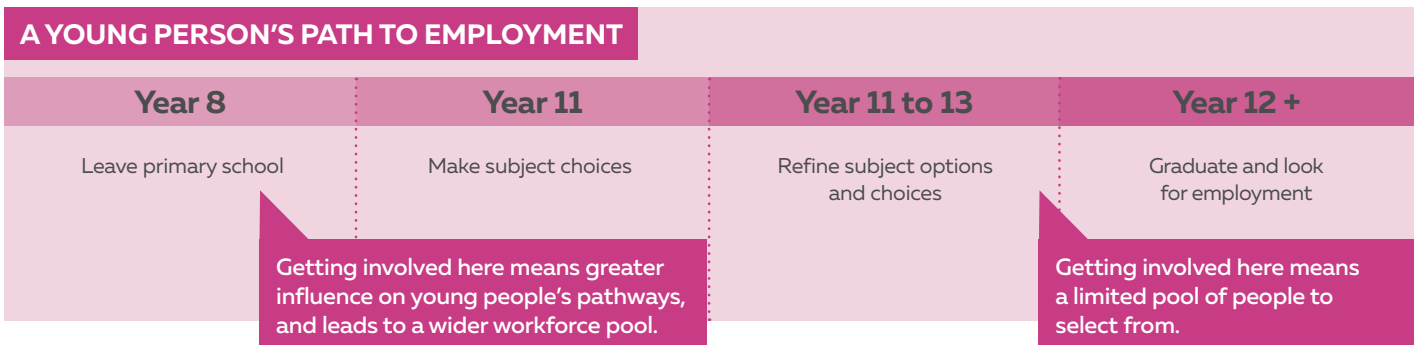 A YOUNG PERSON'S PATH TO EMPLOYMENT
Year 8
Leave primary school
Year 11
Make subject choices
Year 11 to 13
Refine subject options
and choices
Year 12 +
Graduate and look
for employment
Getting involved here means greater
influence on young people's pathways,
and leads to a wider workforce pool.
Getting involved here means
a limited pool of people to
select from.